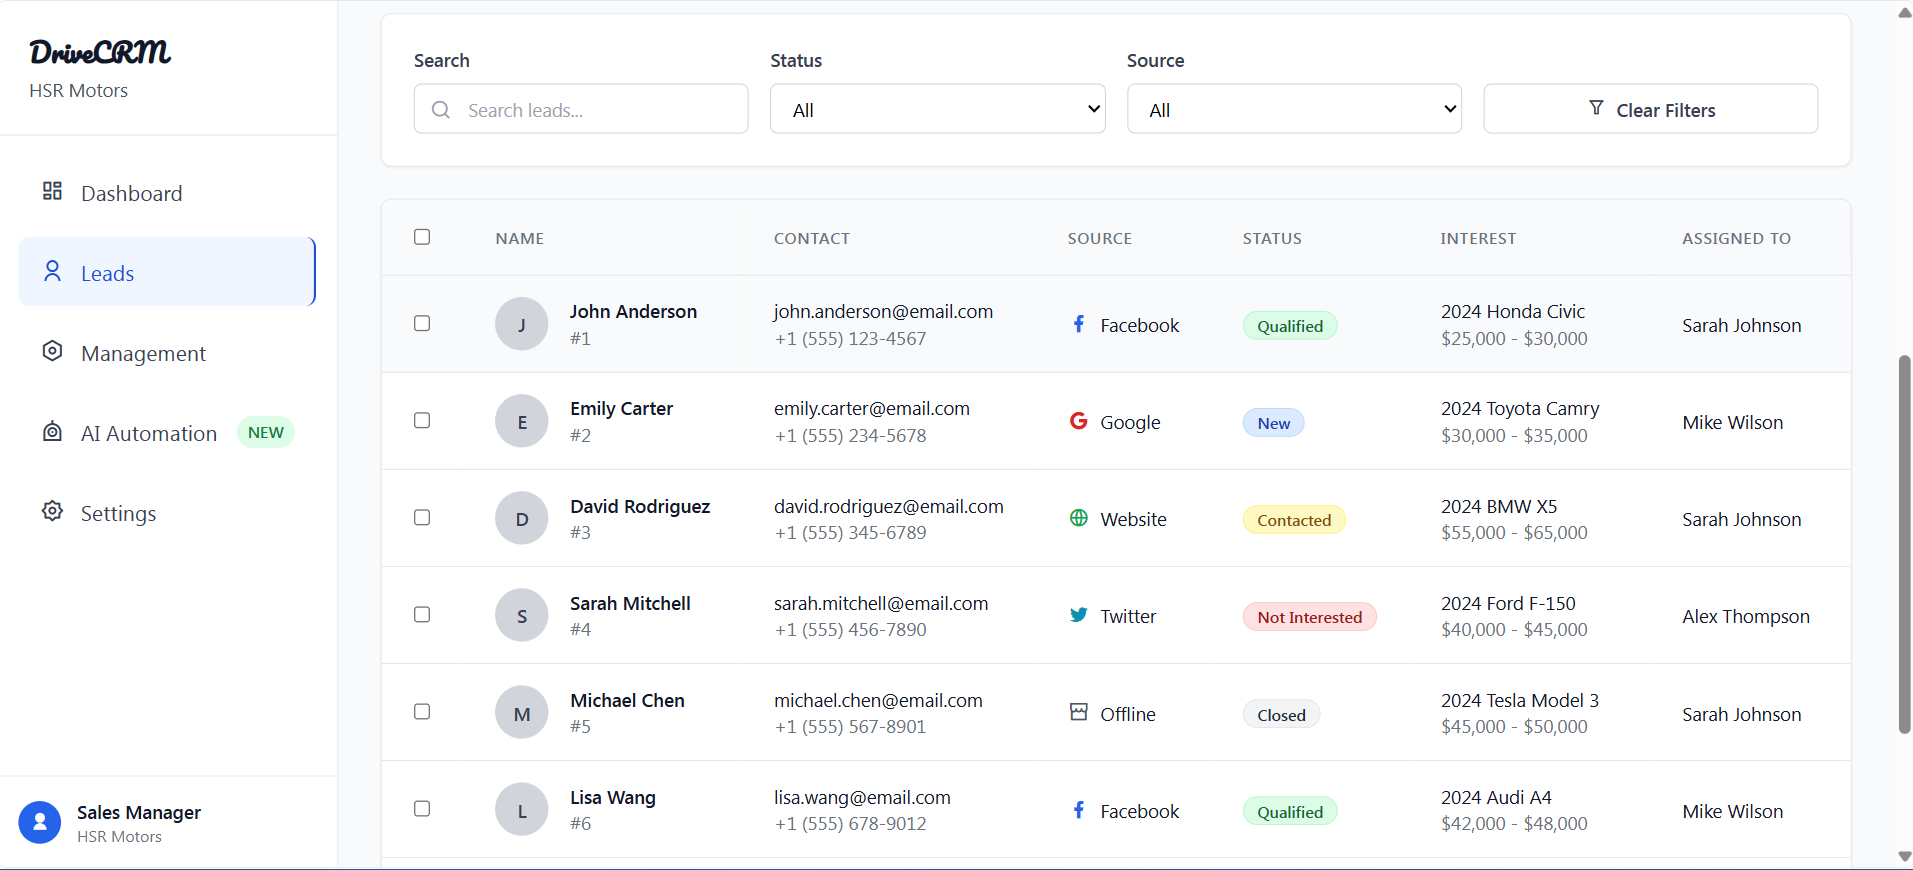 DriveCRM
HSR Motors
Dashboard
Leads
Management
AI Automation NEW
Settings
Sales Manager
HSR Motors
Search Status Source
Search leads... All All Clear Filters
NAME CONTACT SOURCE STATUS INTEREST ASSIGNED TO
J John Anderson john.anderson@email.com Facebook Qualified 2024 Honda Civic Sarah Johnson
#1 +1 (555) 123-4567 $25,000 - $30,000
E Emily Carter emily.carter@email.com Google New 2024 Toyota Camry Mike Wilson
#2 +1 (555) 234-5678 $30,000 - $35,000
D David Rodriguez david.rodriguez@email.com Website Contacted 2024 BMW X5 Sarah Johnson
#3 +1 (555) 345-6789 $55,000 - $65,000
S Sarah Mitchell sarah.mitchell@email.com Twitter Not Interested 2024 Ford F-150 Alex Thompson
#4 +1 (555) 456-7890 $40,000 - $45,000
M Michael Chen michael.chen@email.com Offline Closed 2024 Tesla Model 3 Sarah Johnson
#5 +1 (555) 567-8901 $45,000 - $50,000
L Lisa Wang lisa.wang@email.com Facebook Qualified 2024 Audi A4 Mike Wilson
#6 +1 (555) 678-9012 $42,000 - $48,000